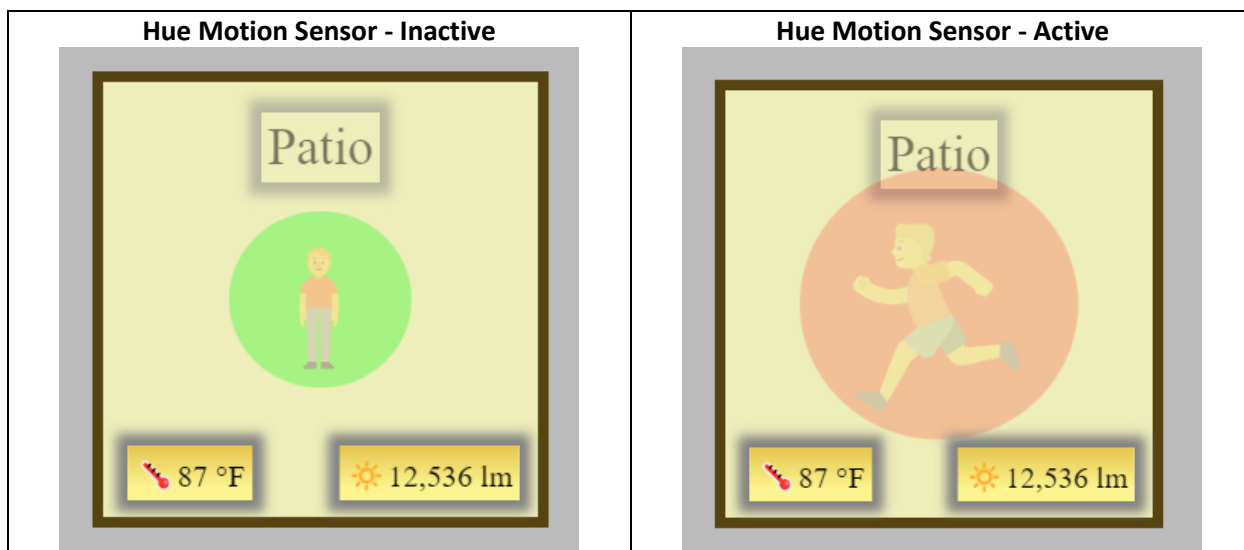 Hue Motion Sensor - Inactive
Patio
87 °F
12,536 lm
Hue Motion Sensor - Active
Patio
87 °F
12,536 lm